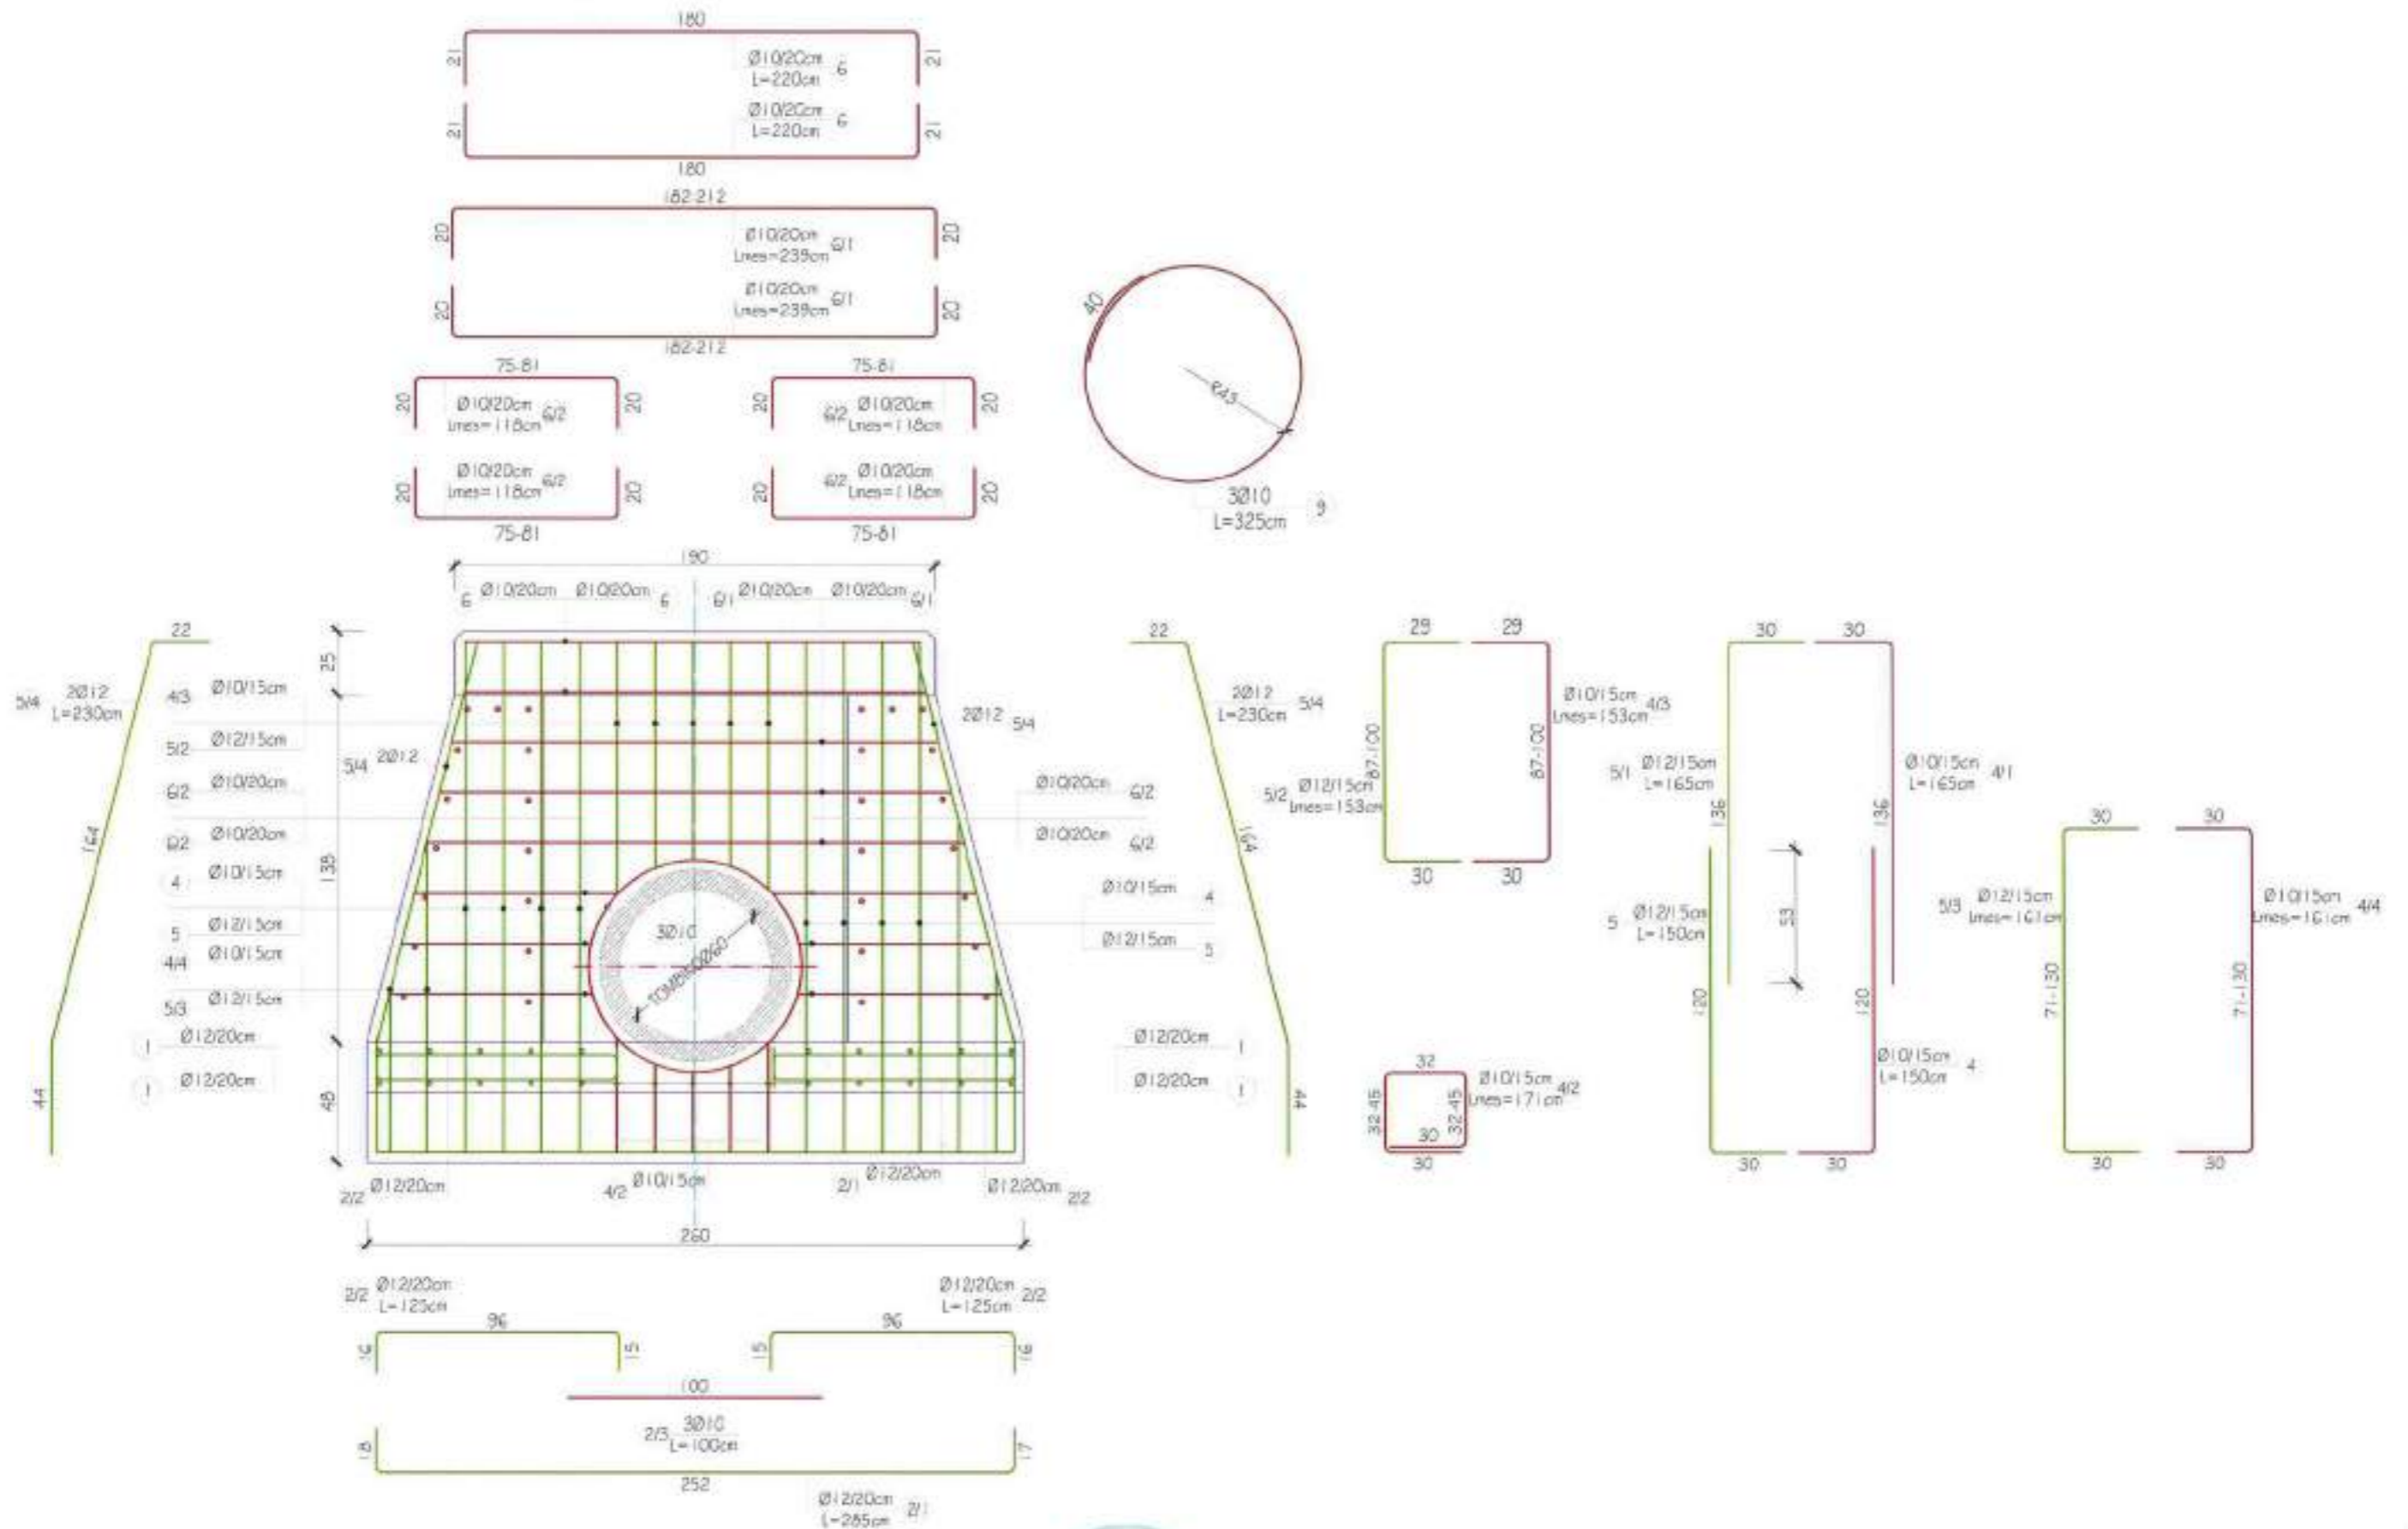 180
21
21
Ø10/20cm 6
L=220cm
Ø10/20cm 6
L=220cm
21
21
180
182-212
20
20
Ø10/20cm 6/1
Lmes=239cm
Ø10/20cm 6/1
Lmes=239cm
20
20
182-212
40
R43
3Ø10 9
L=325cm
75-81
75-81
20
Ø10/20cm 6/2
Lmes=118cm
20
20
6/2 Ø10/20cm
Lmes=118cm
20
20
Ø10/20cm 6/2
Lmes=118cm
20
20
6/2 Ø10/20cm
Lmes=118cm
20
75-81
75-81
190
6 Ø10/20cm Ø10/20cm 6 6/1 Ø10/20cm Ø10/20cm 6/1
22
5/4 2Ø12
L=230cm
164
44
4/3 Ø10/15cm
5/2 Ø12/15cm
6/2 Ø10/20cm
6/2 Ø10/20cm
4 Ø10/15cm
5 Ø12/15cm
4/4 Ø10/15cm
5/3 Ø12/15cm
1 Ø12/20cm
1 Ø12/20cm
25
138
48
5/4 2Ø12
2Ø12 5/4
3Ø10
TOMBINO Ø60
Ø10/20cm 6/2
Ø10/20cm 6/2
Ø10/15cm 4
Ø12/15cm 5
Ø12/20cm 1
Ø12/20cm 1
22
2Ø12 5/4
L=230cm
164
44
29
29
87-100
87-100
Ø10/15cm 4/3
Lmes=153cm
5/2 Ø12/15cm
Lmes=153cm
30
30
32
32-45
32-45
Ø10/15cm 4/2
Lmes=171cm
30
30
30
30
5/1 Ø12/15cm
L=165cm
Ø10/15cm 4/1
L=165cm
136
136
53
5 Ø12/15cm
L=150cm
120
120
Ø10/15cm 4
L=150cm
30
30
30
30
5/3 Ø12/15cm
Lmes=161cm
Ø10/15cm 4/4
Lmes=161cm
71-130
71-130
30
30
2/2 Ø12/20cm
4/2 Ø10/15cm
2/1 Ø12/20cm
Ø12/20cm 2/2
260
2/2 Ø12/20cm
L=125cm
Ø12/20cm 2/2
L=125cm
96
96
16
15
15
16
100
2/3 3Ø10
L=100cm
18
17
252
Ø12/20cm 2/1
L=285cm